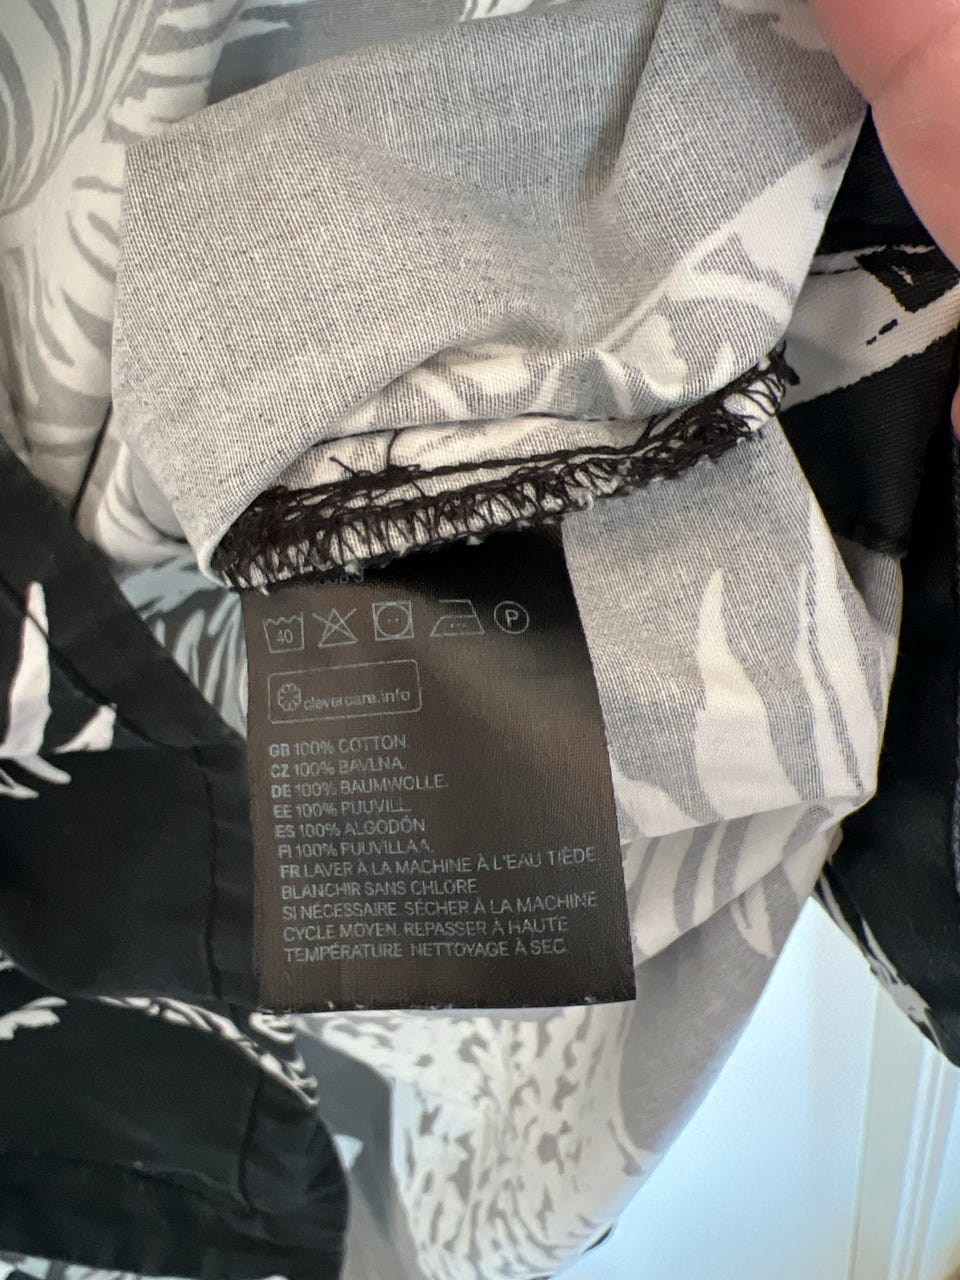 40
P
clevercare.info
GB 100% COTTON.
CZ 100% BAVLNA.
DE 100% BAUMWOLLE.
EE 100% PUUVILL.
ES 100% ALGODÓN
FI 100% PUUVILLAA.
FR LAVER À LA MACHINE À L'EAU TIÈDE.
BLANCHIR SANS CHLORE
SI NÉCESSAIRE. SÉCHER À LA MACHINE
CYCLE MOYEN. REPASSER À HAUTE
TEMPÉRATURE NETTOYAGE À SEC.